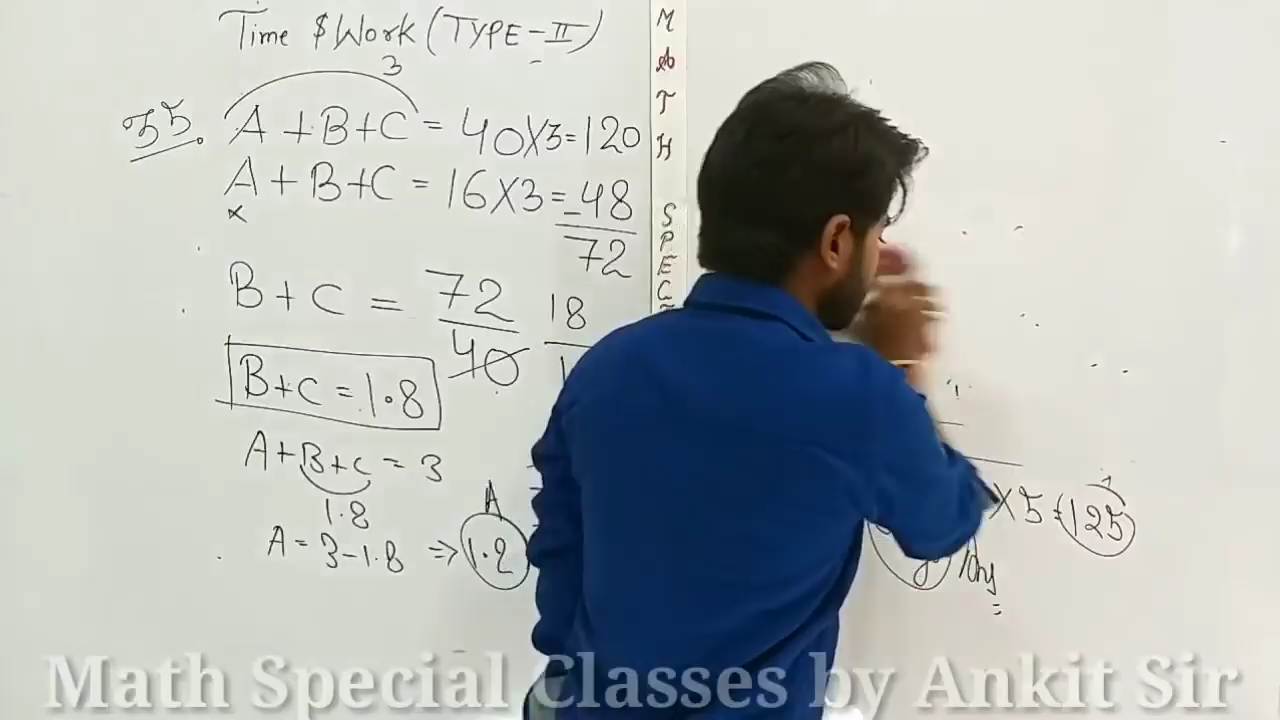 Time $ Work (TYPE-II)
3
35. A + B + C = 40 X 3 = 120
A + B + C = 16 X 3 = -48
x
72
B + C = 72/40 18
B + C = 1.8
A + B + C = 3
1.8
A = 3 - 1.8 => 1.2
A
M
A
T
H
S
P
E
C
X 5 = 125
Math Special Classes by Ankit Sir